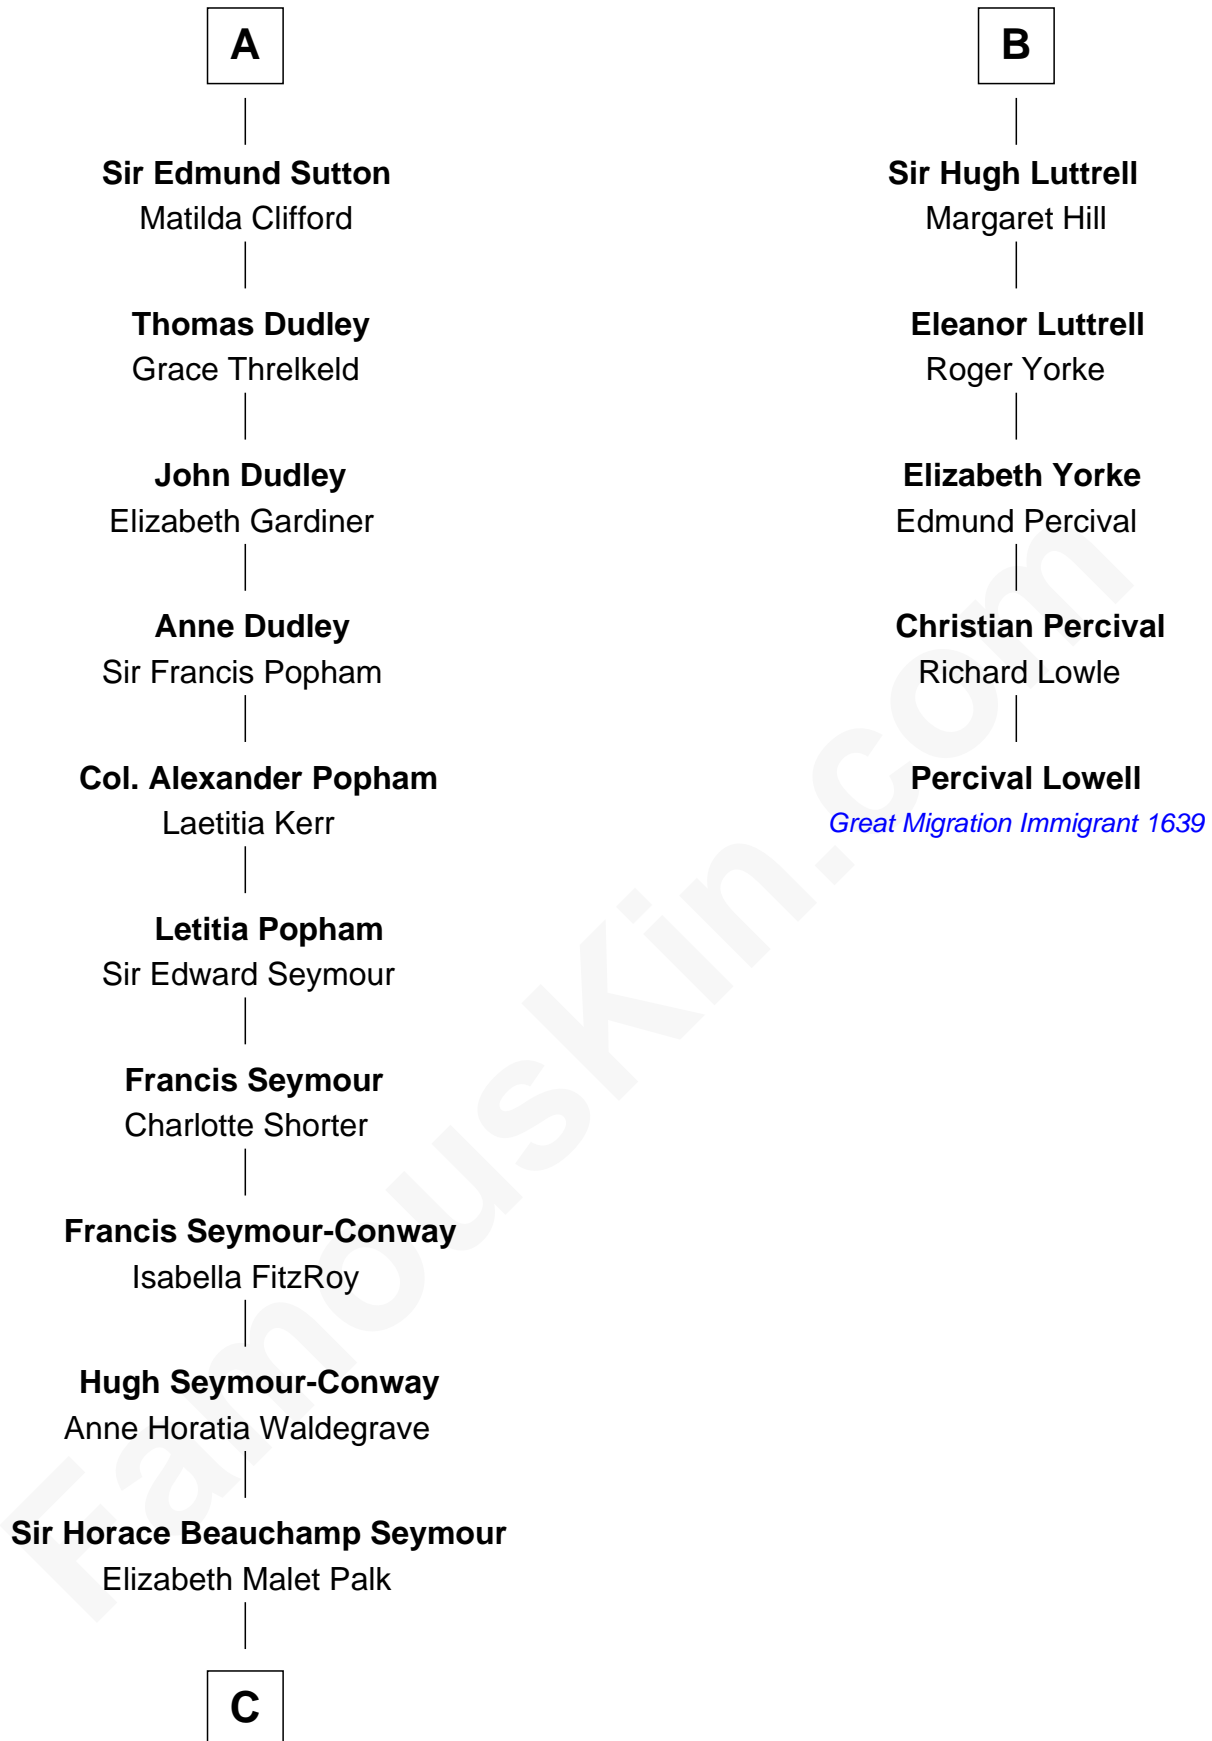 A
Sir Edmund Sutton
Matilda Clifford
Thomas Dudley
Grace Threlkeld
John Dudley
Elizabeth Gardiner
Anne Dudley
Sir Francis Popham
Col. Alexander Popham
Laetitia Kerr
Letitia Popham
Sir Edward Seymour
Francis Seymour
Charlotte Shorter
Francis Seymour-Conway
Isabella FitzRoy
Hugh Seymour-Conway
Anne Horatia Waldegrave
Sir Horace Beauchamp Seymour
Elizabeth Malet Palk
C
B
Sir Hugh Luttrell
Margaret Hill
Eleanor Luttrell
Roger Yorke
Elizabeth Yorke
Edmund Percival
Christian Percival
Richard Lowle
Percival Lowell
Great Migration Immigrant 1639
FamousKin.com